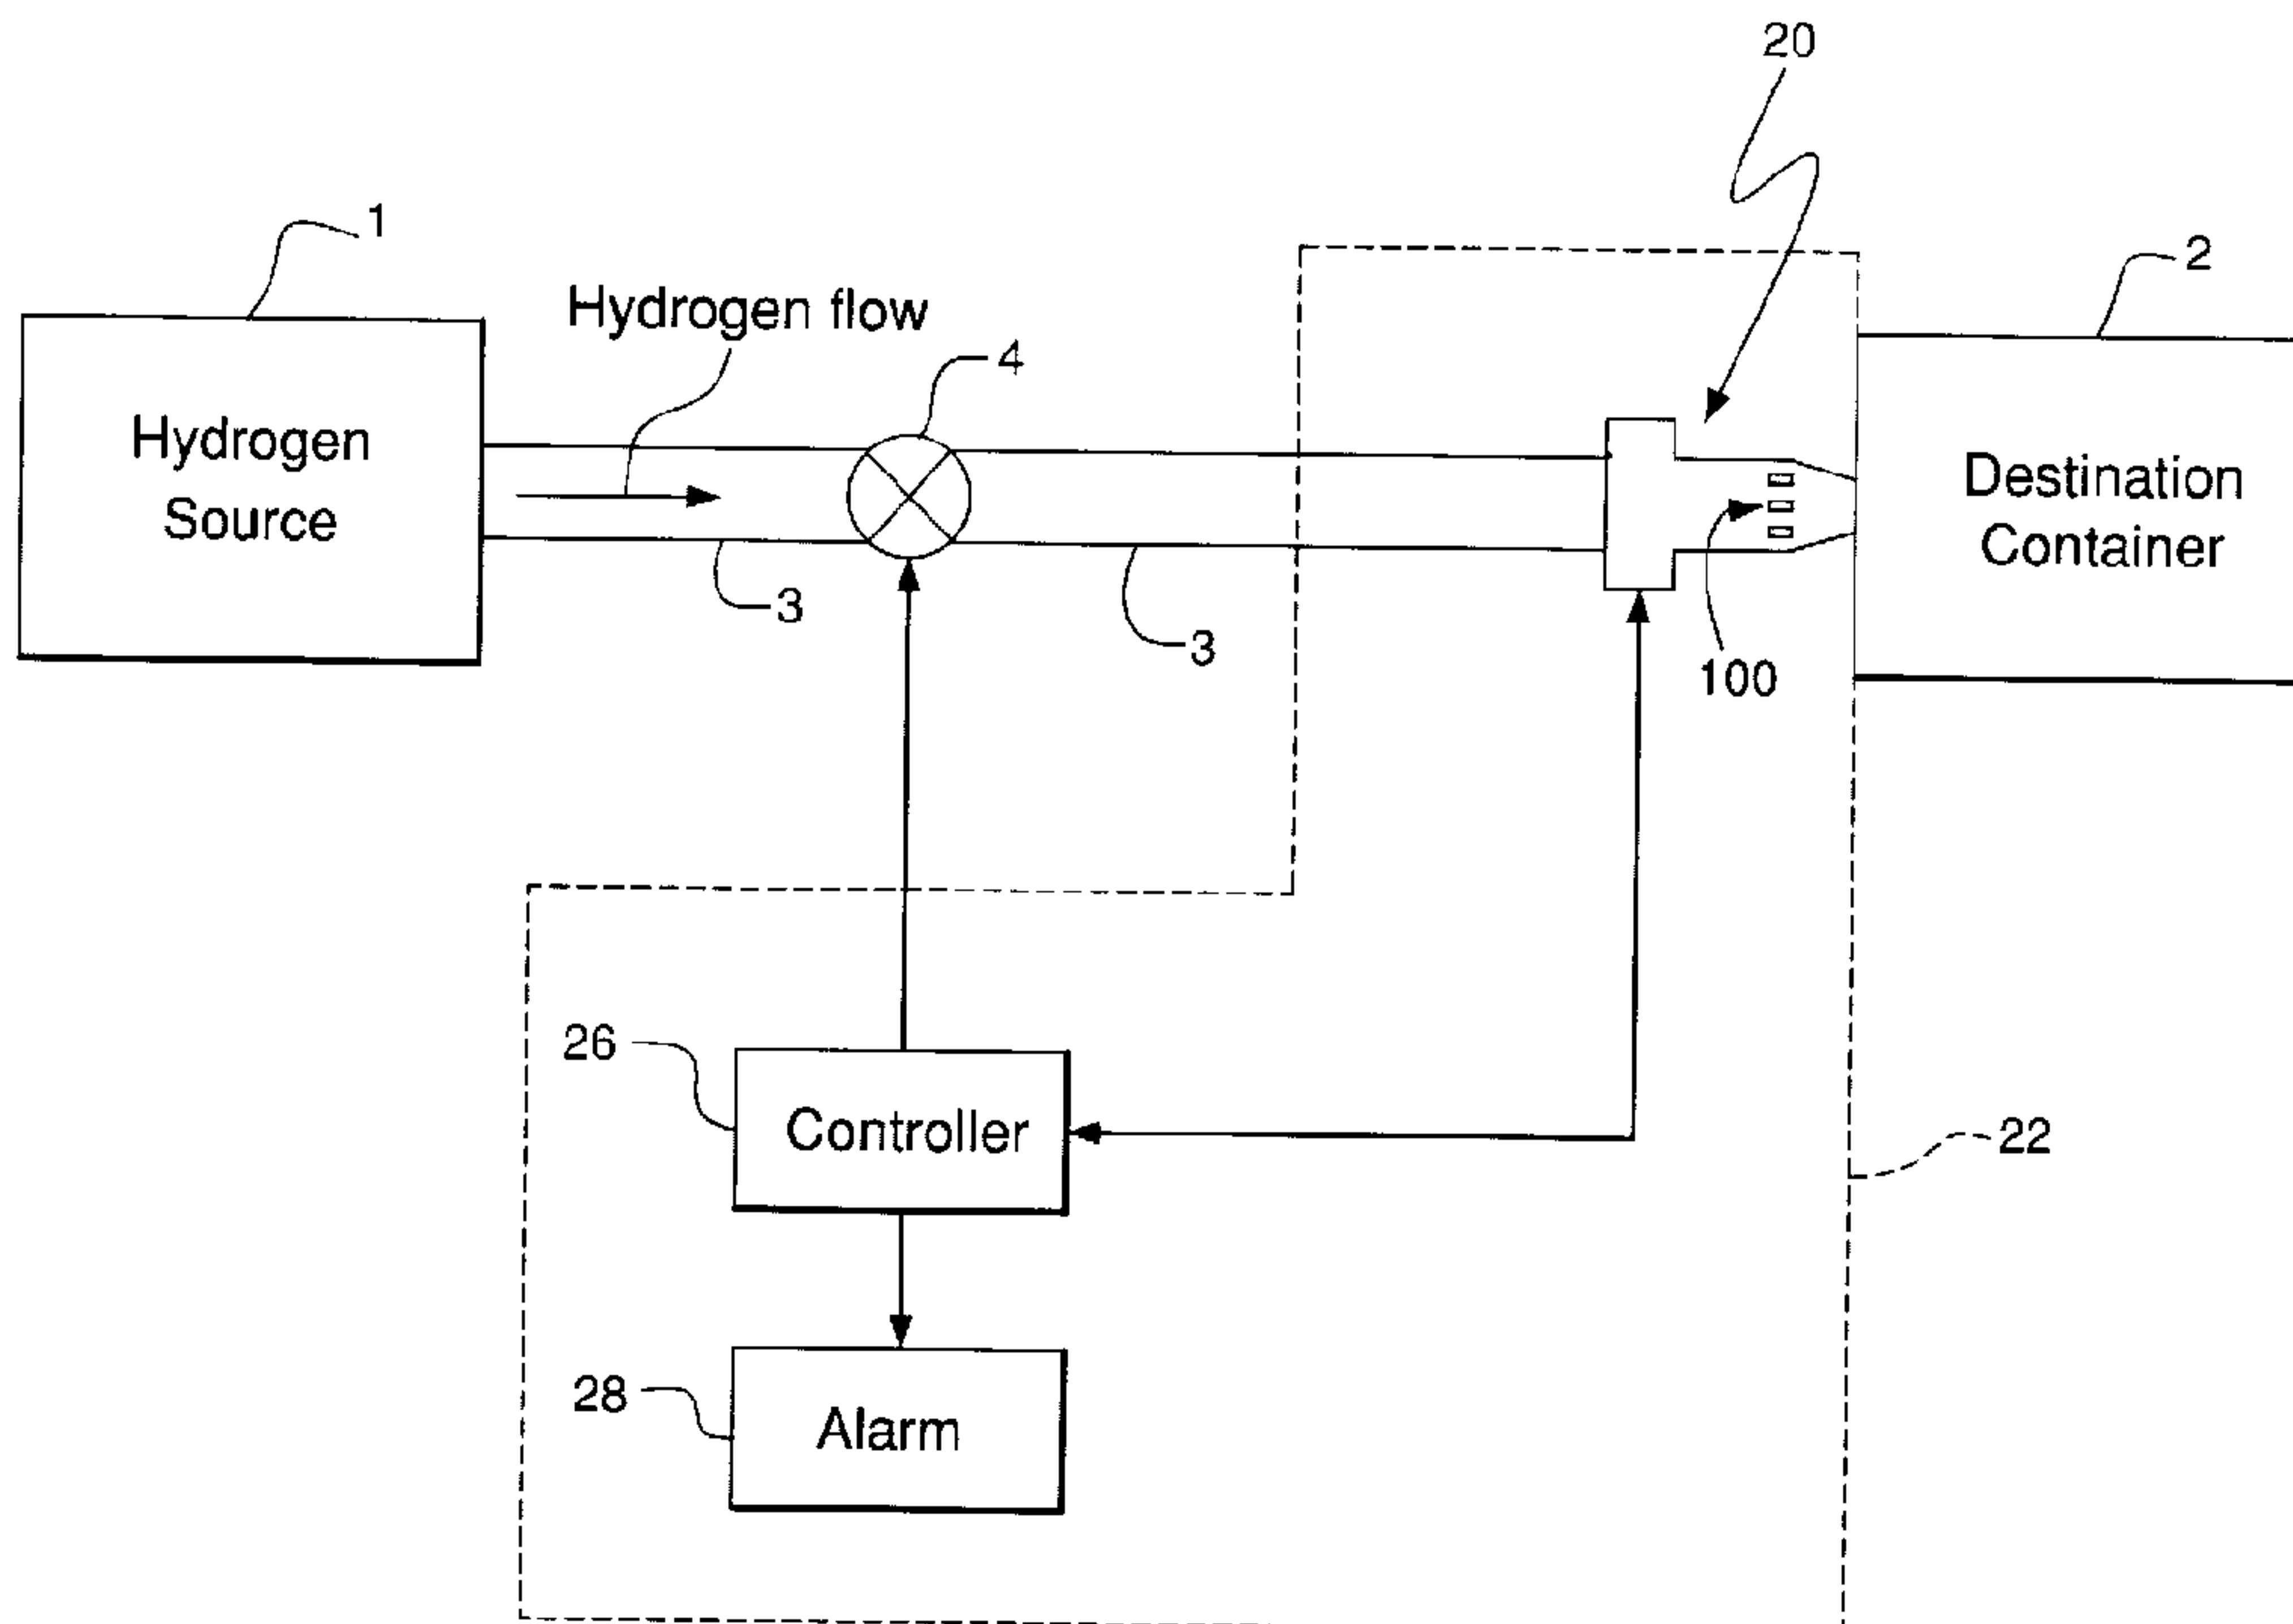 20
1
2
Hydrogen flow
4
Hydrogen
Source
Destination
Container
3
3
100
26
Controller
22
28
Alarm